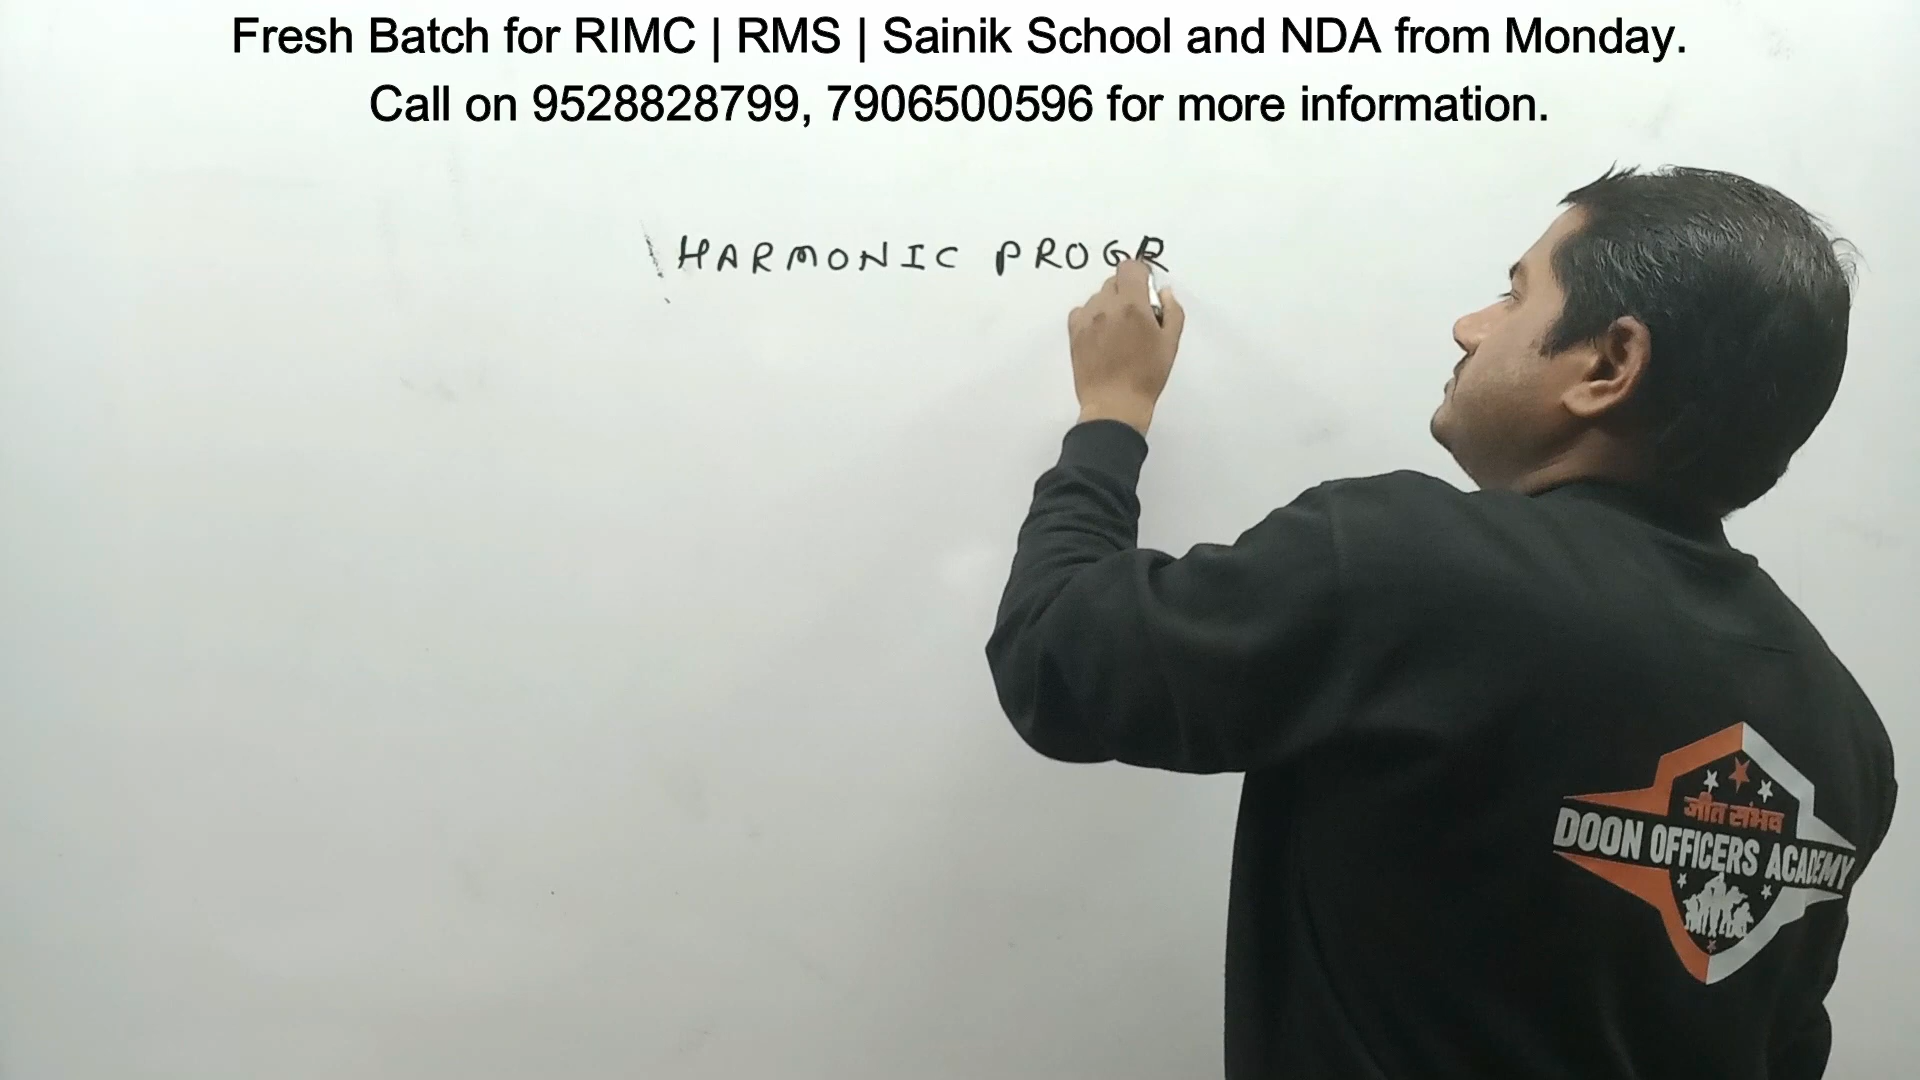 Fresh Batch for RIMC | RMS | Sainik School and NDA from Monday.
Call on 9528828799, 7906500596 for more information.
HARMONIC PROGR
जीत संभव
DOON OFFICERS ACADEMY